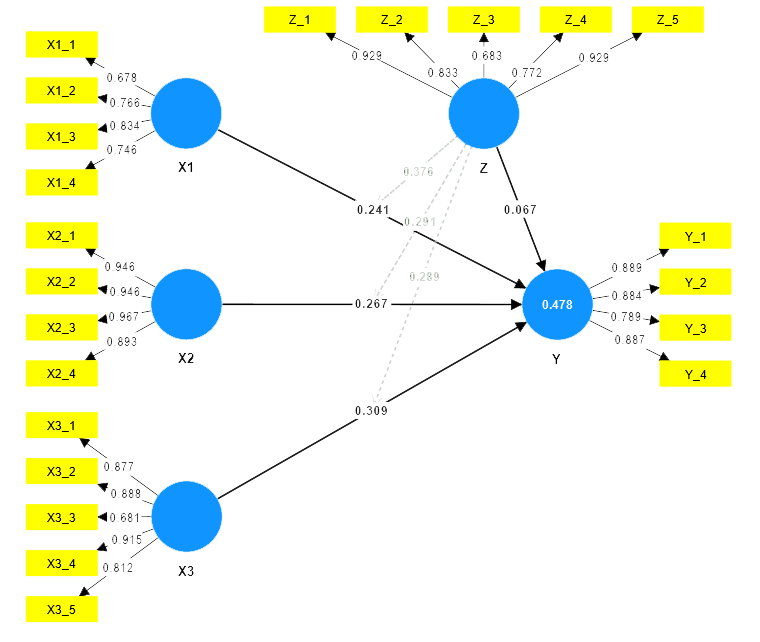 Z_1
Z_2
Z_3
Z_4
Z_5
0.929
0.833
0.683
0.772
0.929
Z
X1_1
X1_2
X1_3
X1_4
0.678
0.766
0.834
0.746
X1
0.376
0.241
0.291
0.067
X2_1
X2_2
X2_3
X2_4
0.946
0.946
0.967
0.893
X2
0.289
0.267
0.478
Y
Y_1
Y_2
Y_3
Y_4
0.889
0.884
0.789
0.887
X3_1
X3_2
X3_3
X3_4
X3_5
0.877
0.888
0.681
0.915
0.812
X3
0.309